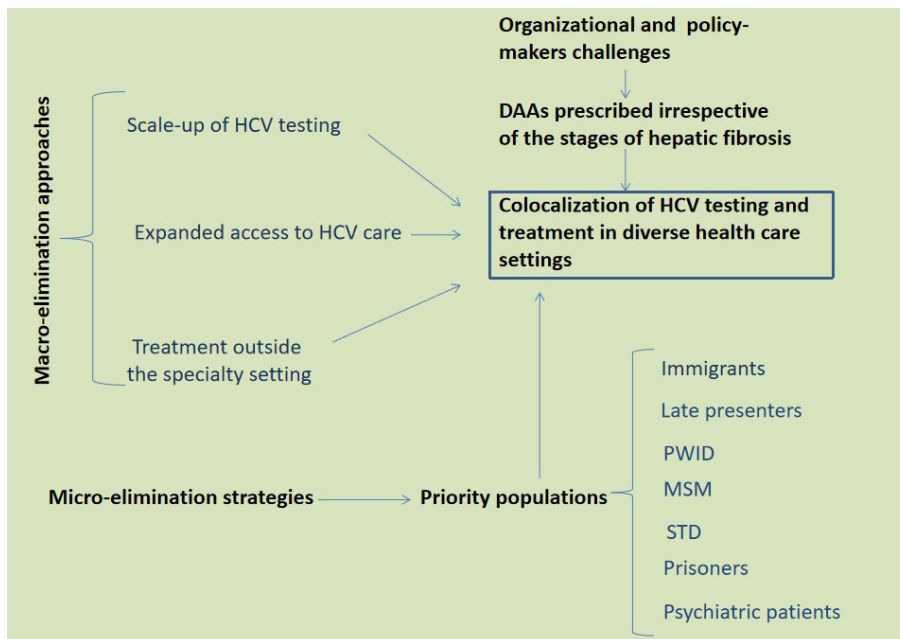 Organizational and policy-
makers challenges
DAAs prescribed irrespective
of the stages of hepatic fibrosis
Macro-elimination approaches
Scale-up of HCV testing
Expanded access to HCV care
Treatment outside
the specialty setting
Colocalization of HCV testing and
treatment in diverse health care
settings
Micro-elimination strategies
Priority populations
Immigrants
Late presenters
PWID
MSM
STD
Prisoners
Psychiatric patients